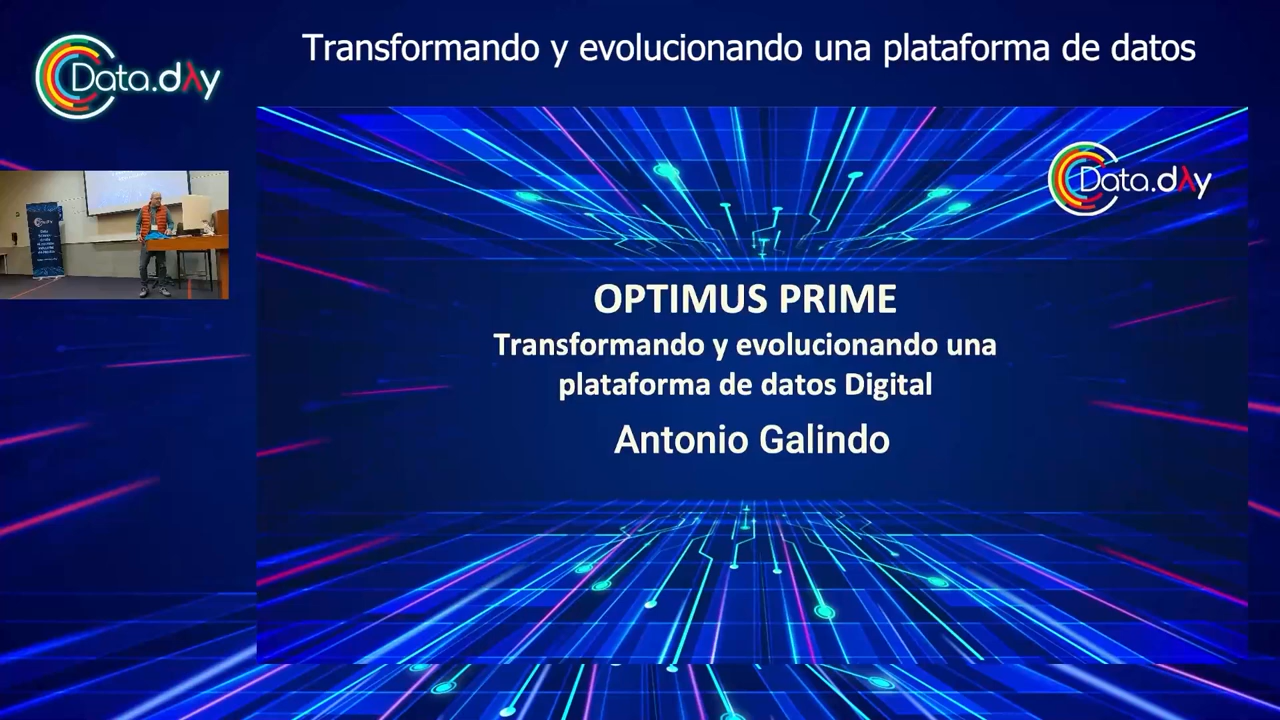 Data.dλy
Transformando y evolucionando una plataforma de datos
Data.dλy
OPTIMUS PRIME
Transformando y evolucionando una
plataforma de datos Digital
Antonio Galindo